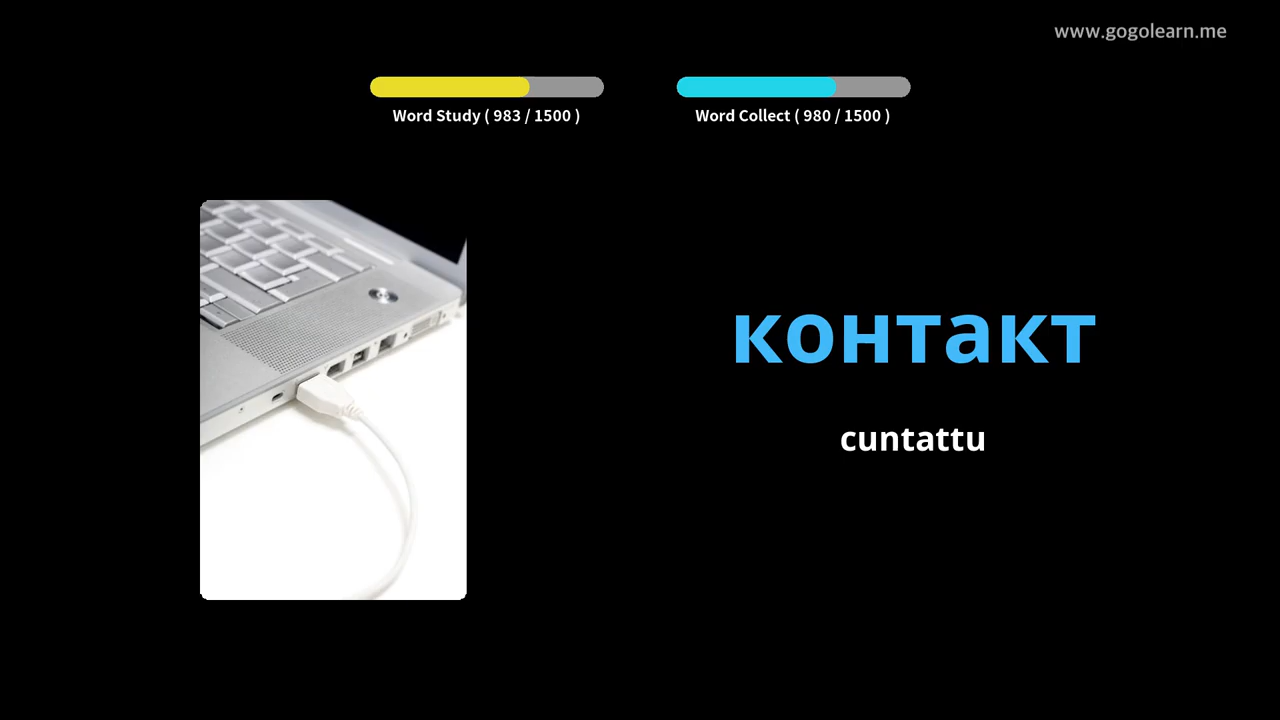 www.gogolearn.me
Word Study ( 983 / 1500 )
Word Collect ( 980 / 1500 )
контакт
cuntattu